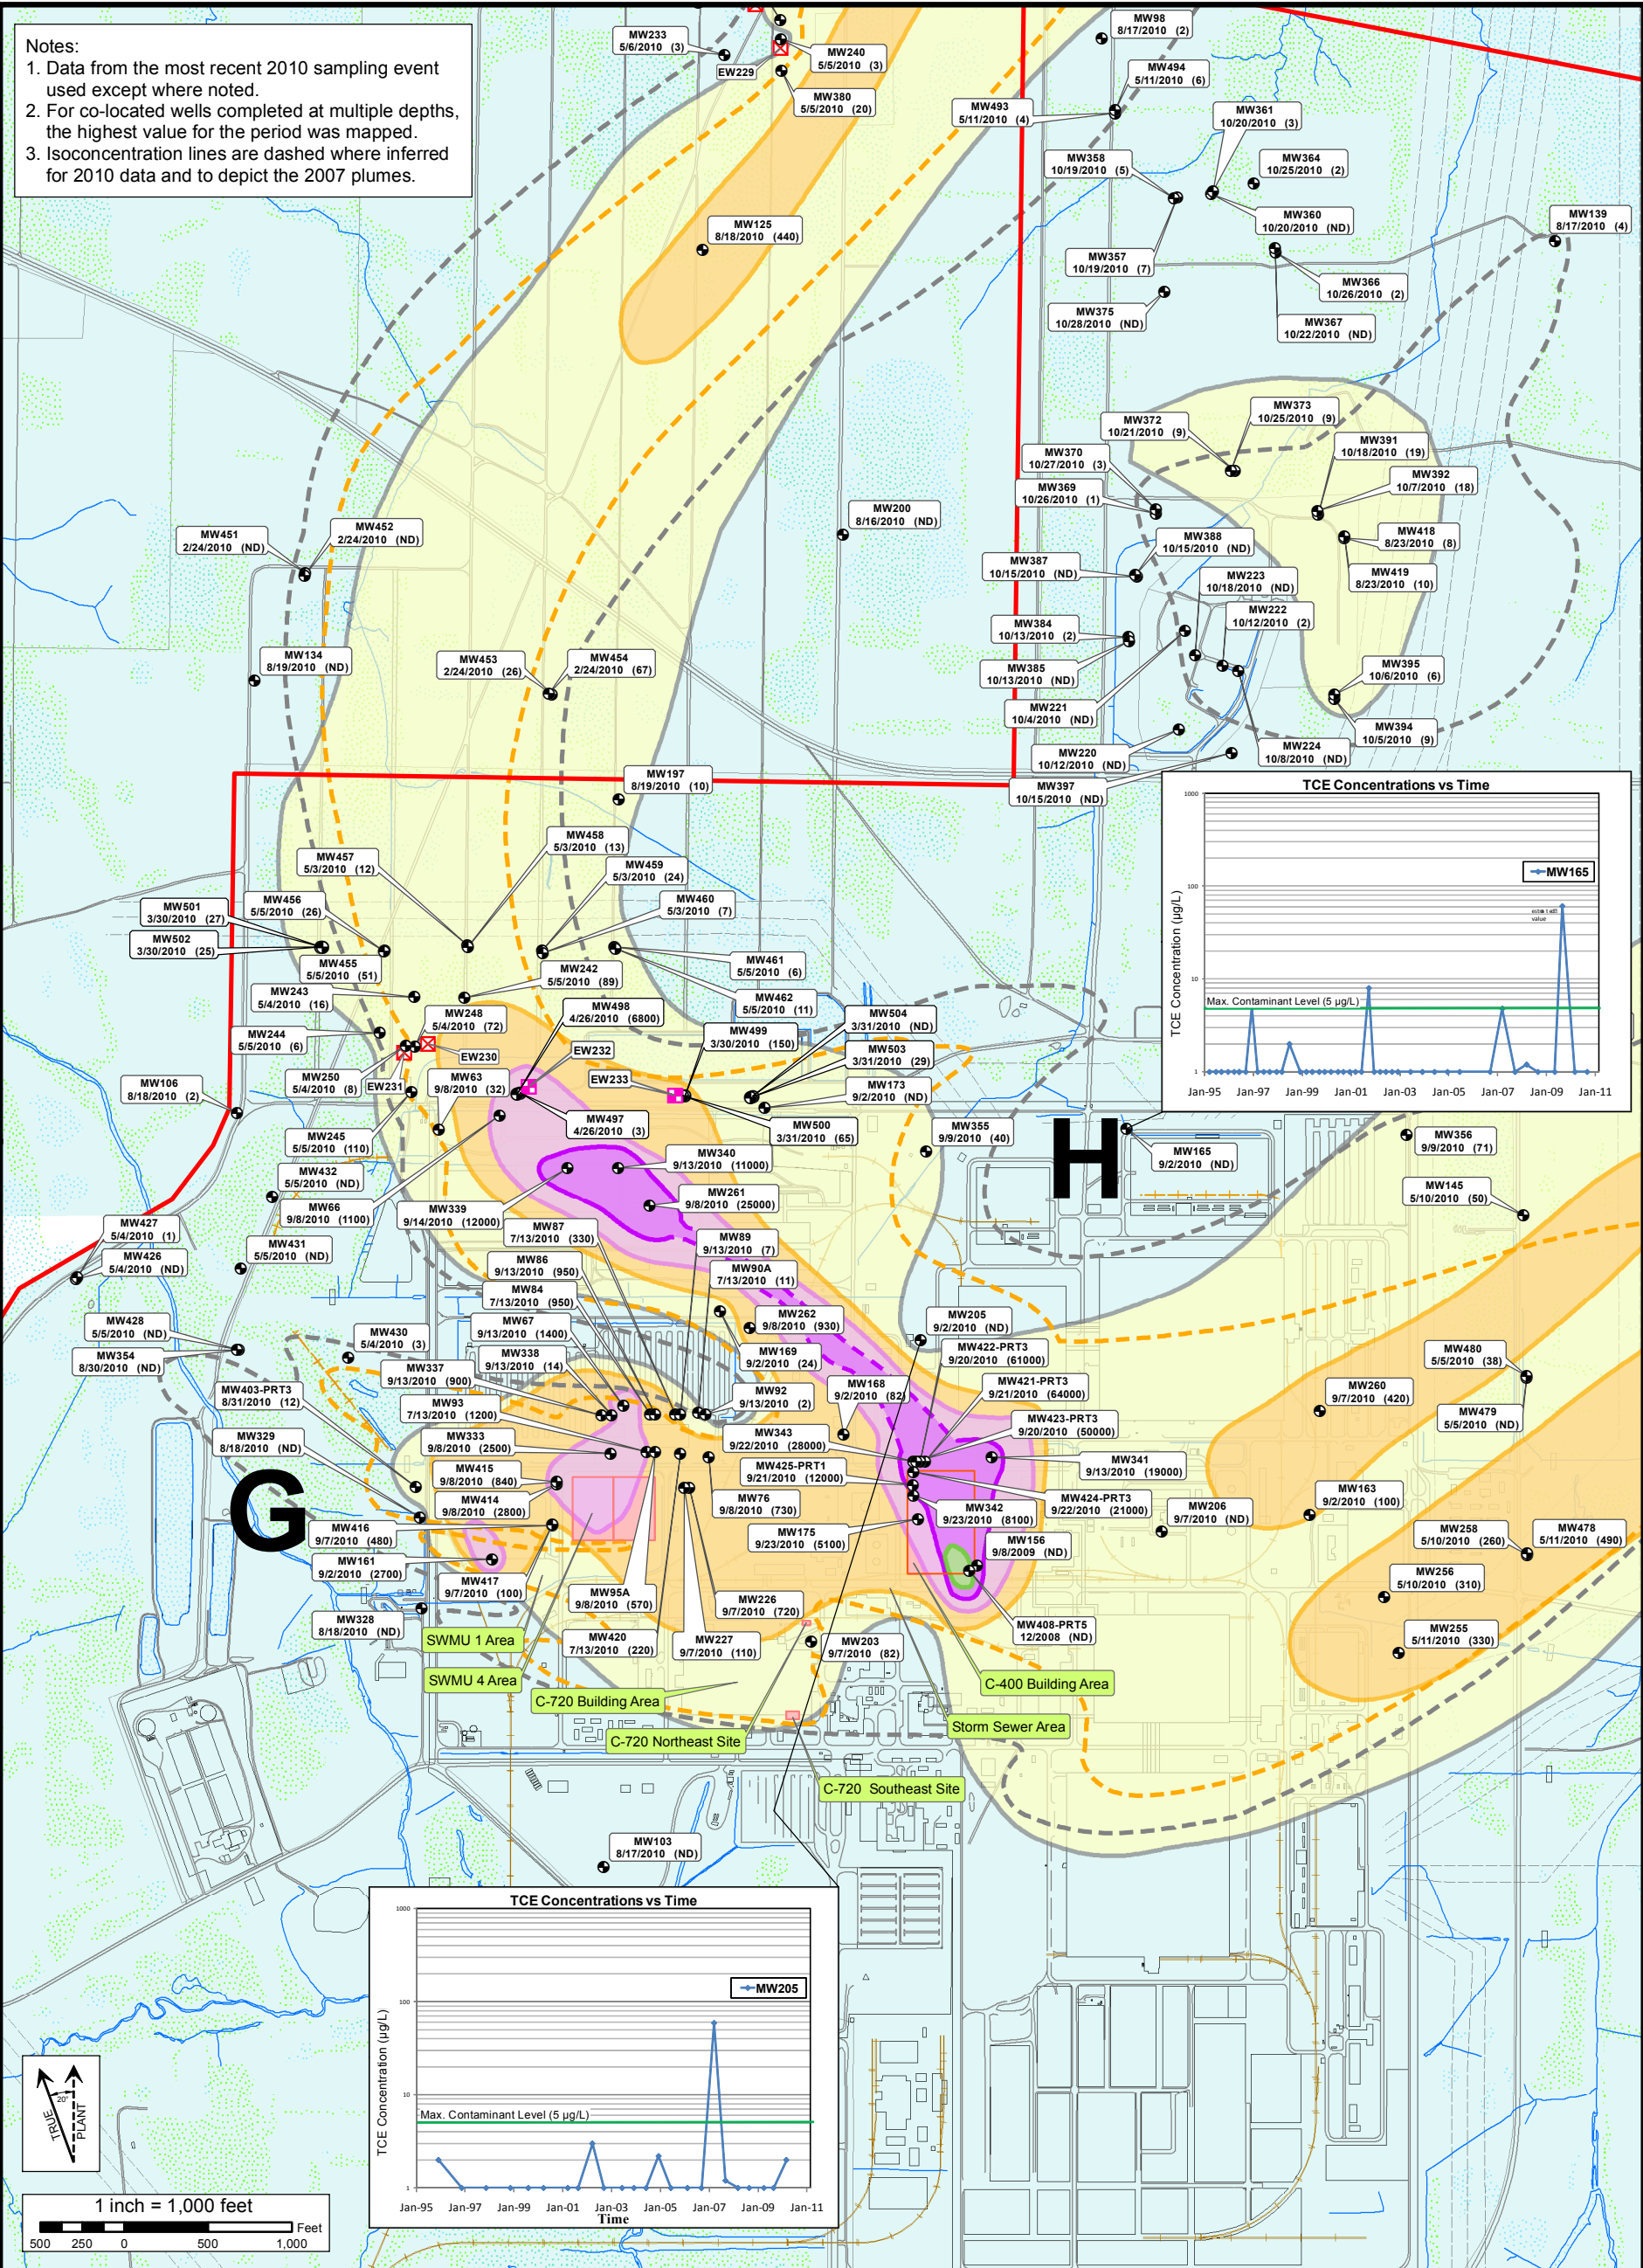 Notes:
1. Data from the most recent 2010 sampling event
used except where noted.
2. For co-located wells completed at multiple depths,
the highest value for the period was mapped.
3. Isoconcentration lines are dashed where inferred
for 2010 data and to depict the 2007 plumes.
MW233
5/6/2010 (3)
EW229
MW240
5/5/2010 (3)
MW380
5/5/2010 (20)
MW98
8/17/2010 (2)
MW494
5/11/2010 (6)
MW493
5/11/2010 (4)
MW361
10/20/2010 (3)
MW358
10/19/2010 (5)
MW364
10/25/2010 (2)
MW360
10/20/2010 (ND)
MW139
8/17/2010 (4)
MW125
8/18/2010 (440)
MW357
10/19/2010 (7)
MW366
10/26/2010 (2)
MW375
10/28/2010 (ND)
MW367
10/22/2010 (ND)
MW372
10/21/2010 (9)
MW373
10/25/2010 (9)
MW391
10/18/2010 (19)
MW370
10/27/2010 (3)
MW392
10/7/2010 (18)
MW369
10/26/2010 (1)
MW200
8/16/2010 (ND)
MW451
2/24/2010 (ND)
MW452
2/24/2010 (ND)
MW388
10/15/2010 (ND)
MW418
8/23/2010 (8)
MW387
10/15/2010 (ND)
MW223
10/18/2010 (ND)
MW419
8/23/2010 (10)
MW222
10/12/2010 (2)
MW384
10/13/2010 (2)
MW134
8/19/2010 (ND)
MW453
2/24/2010 (26)
MW454
2/24/2010 (67)
MW385
10/13/2010 (ND)
MW395
10/6/2010 (6)
MW221
10/4/2010 (ND)
MW394
10/5/2010 (9)
MW220
10/12/2010 (ND)
MW224
10/8/2010 (ND)
MW197
8/19/2010 (10)
MW397
10/15/2010 (ND)
TCE Concentrations vs Time
1000
100
10
1
TCE Concentration (µg/L)
MW165
value
Max. Contaminant Level (5 µg/L)
Jan-95 Jan-97 Jan-99 Jan-01 Jan-03 Jan-05 Jan-07 Jan-09 Jan-11
MW457
5/3/2010 (12)
MW458
5/3/2010 (13)
MW459
5/3/2010 (24)
MW501
3/30/2010 (27)
MW456
5/5/2010 (26)
MW460
5/3/2010 (7)
MW502
3/30/2010 (25)
MW455
5/5/2010 (51)
MW461
5/5/2010 (6)
MW243
5/4/2010 (16)
MW242
5/5/2010 (89)
MW462
5/5/2010 (11)
MW248
5/4/2010 (72)
MW498
4/26/2010 (6800)
MW504
3/31/2010 (ND)
MW244
5/5/2010 (6)
MW499
3/30/2010 (150)
EW230
EW232
MW503
3/31/2010 (29)
MW250
5/4/2010 (8)
EW231
MW63
9/8/2010 (32)
EW233
MW173
9/2/2010 (ND)
MW106
8/18/2010 (2)
MW497
4/26/2010 (3)
MW500
3/31/2010 (65)
MW355
9/9/2010 (40)
H
MW165
9/2/2010 (ND)
MW356
9/9/2010 (71)
MW245
5/5/2010 (110)
MW340
9/13/2010 (11000)
MW432
5/5/2010 (ND)
MW145
5/10/2010 (50)
MW66
9/8/2010 (1100)
MW339
9/14/2010 (12000)
MW261
9/8/2010 (25000)
MW427
5/4/2010 (1)
MW87
7/13/2010 (330)
MW89
9/13/2010 (7)
MW426
5/4/2010 (ND)
MW431
5/5/2010 (ND)
MW86
9/13/2010 (950)
MW90A
7/13/2010 (11)
MW84
7/13/2010 (950)
MW262
9/8/2010 (930)
MW428
5/5/2010 (ND)
MW430
5/4/2010 (3)
MW67
9/13/2010 (1400)
MW205
9/2/2010 (ND)
MW354
8/30/2010 (ND)
MW169
9/2/2010 (24)
MW422-PRT3
9/20/2010 (61000)
MW480
5/5/2010 (38)
MW337
9/13/2010 (900)
MW338
9/13/2010 (14)
MW421-PRT3
9/21/2010 (64000)
MW403-PRT3
8/31/2010 (12)
MW168
9/2/2010 (82)
MW92
9/13/2010 (2)
MW260
9/7/2010 (420)
MW93
7/13/2010 (1200)
MW423-PRT3
9/20/2010 (50000)
MW479
5/5/2010 (ND)
MW329
8/18/2010 (ND)
MW333
9/8/2010 (2500)
MW343
9/22/2010 (28000)
MW341
9/13/2010 (19000)
MW415
9/8/2010 (840)
MW425-PRT1
9/21/2010 (12000)
G
MW414
9/8/2010 (2800)
MW76
9/8/2010 (730)
MW342
9/23/2010 (8100)
MW424-PRT3
9/22/2010 (21000)
MW163
9/2/2010 (100)
MW206
9/7/2010 (ND)
MW416
9/7/2010 (480)
MW175
9/23/2010 (5100)
MW258
5/10/2010 (260)
MW478
5/11/2010 (490)
MW161
9/2/2010 (2700)
MW156
9/8/2009 (ND)
MW417
9/7/2010 (100)
MW95A
9/8/2010 (570)
MW226
9/7/2010 (720)
MW256
5/10/2010 (310)
MW328
8/18/2010 (ND)
MW408-PRT5
12/2008 (ND)
MW255
5/11/2010 (330)
SWMU 1 Area
MW420
7/13/2010 (220)
MW227
9/7/2010 (110)
MW203
9/7/2010 (82)
SWMU 4 Area
C-400 Building Area
C-720 Building Area
Storm Sewer Area
C-720 Northeast Site
C-720 Southeast Site
MW103
8/17/2010 (ND)
TCE Concentrations vs Time
1000
100
10
1
TCE Concentration (µg/L)
MW205
Max. Contaminant Level (5 µg/L)
Jan-95 Jan-97 Jan-99 Jan-01 Jan-03 Jan-05 Jan-07 Jan-09 Jan-11
Time
20°
TRUE
PLANT
1 inch = 1,000 feet
Feet
500 250 0 500 1,000